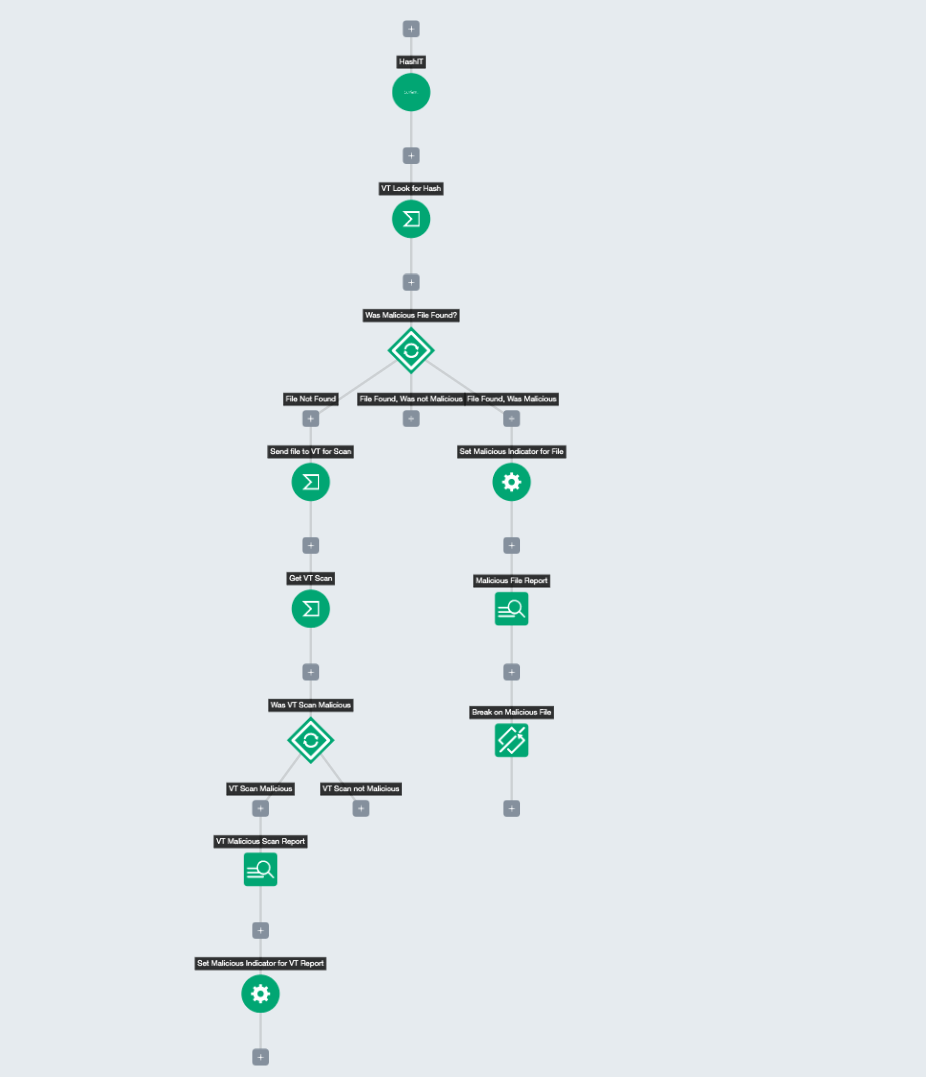 HashIT
VT Look for Hash
Was Malicious File Found?
File Not Found
File Found, Was not Malicious
File Found, Was Malicious
Send file to VT for Scan
Set Malicious Indicator for File
Get VT Scan
Malicious File Report
Was VT Scan Malicious
Break on Malicious File
VT Scan Malicious
VT Scan not Malicious
VT Malicious Scan Report
Set Malicious Indicator for VT Report